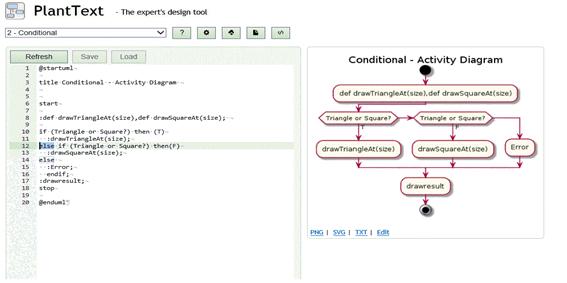 PlantText - The expert's design tool
2 - Conditional
?
Refresh Save Load
1 @startuml
2
3 title Conditional - Activity Diagram
4
5
6 start
7
8 :def drawTriangleAt(size),def drawSquareAt(size);
9
10 if (Triangle or Square?) then (T)
11 :drawTriangleAt(size);
12 else if (Triangle or Square?) then(F)
13 :drawSquareAt(size);
14 else
15 :Error;
16 endif;
17 :drawresult;
18 stop
19
20 @enduml
Conditional - Activity Diagram
def drawTriangleAt(size),def drawSquareAt(size)
Triangle or Square? Triangle or Square?
T F
drawTriangleAt(size) drawSquareAt(size) Error
drawresult
PNG | SVG | TXT | Edit